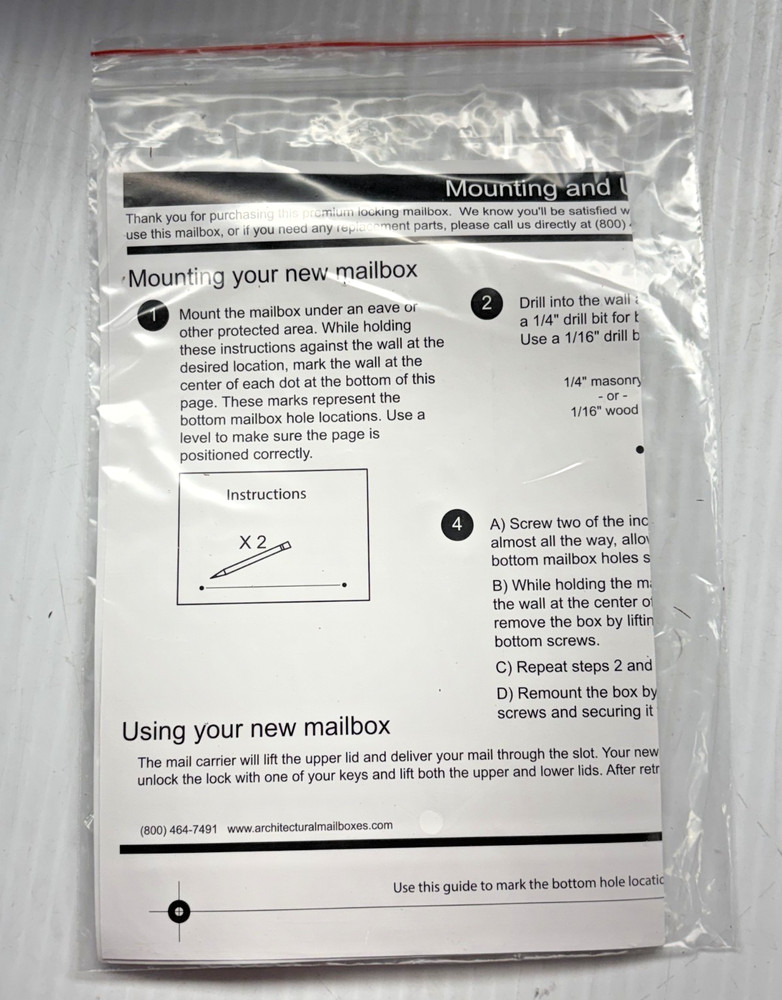 Mounting and
Thank you for purchasing this premium locking mailbox. We know you'll be satisfied w
use this mailbox, or if you need any replacement parts, please call us directly at (800)
Mounting your new mailbox
1
Mount the mailbox under an eave or
other protected area. While holding
these instructions against the wall at the
desired location, mark the wall at the
center of each dot at the bottom of this
page. These marks represent the
bottom mailbox hole locations. Use a
level to make sure the page is
positioned correctly.
Instructions
X 2
2
Drill into the wall
a 1/4" drill bit for
Use a 1/16" drill
1/4" masonry
- or -
1/16" wood
4
A) Screw two of the inc
almost all the way, allo
bottom mailbox holes s
B) While holding the m
the wall at the center o
remove the box by liftin
bottom screws.
C) Repeat steps 2 and
D) Remount the box by
screws and securing it
Using your new mailbox
The mail carrier will lift the upper lid and deliver your mail through the slot. Your new
unlock the lock with one of your keys and lift both the upper and lower lids. After retr
(800) 464-7491 www.architecturalmailboxes.com
Use this guide to mark the bottom hole locatio